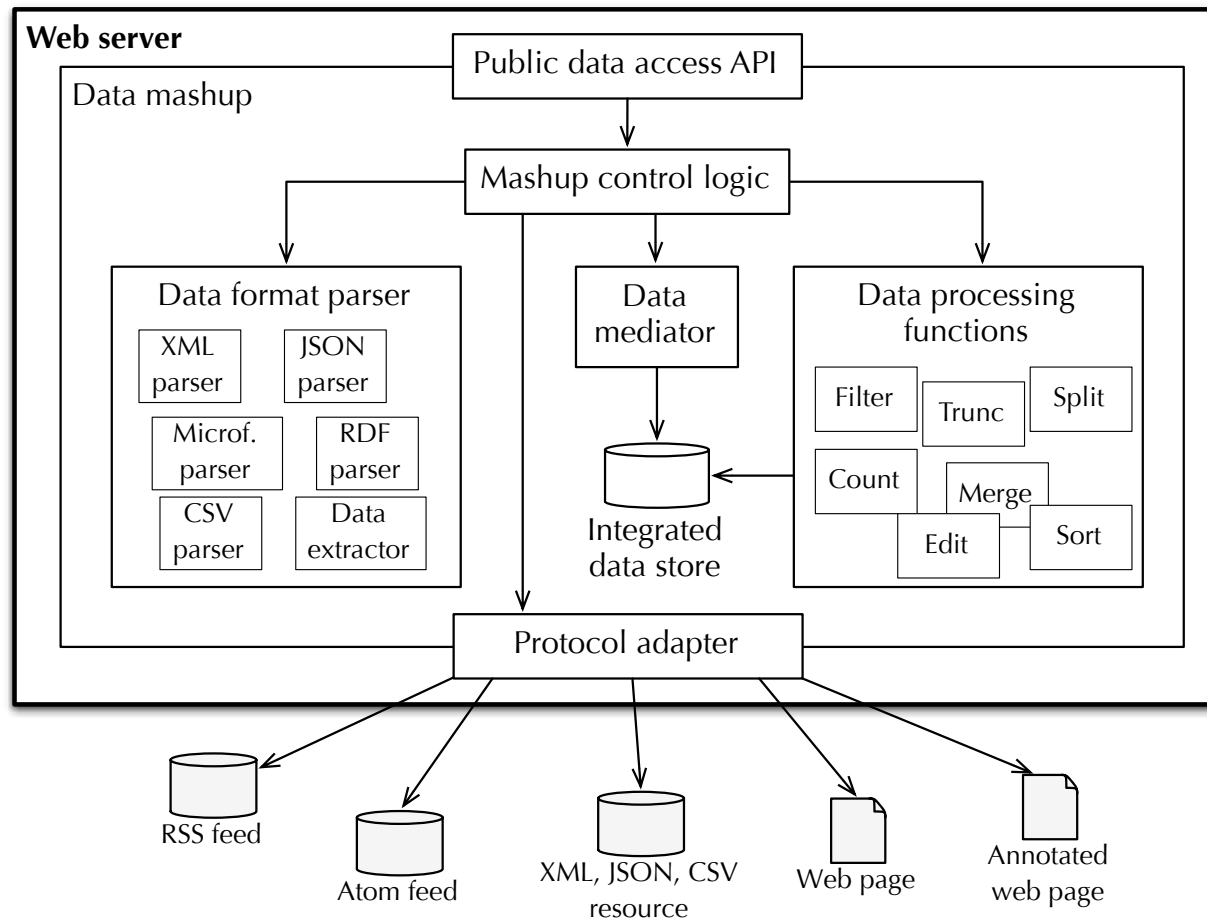 Web server
Public data access API
Data mashup
Mashup control logic
Data format parser
XML
parser
JSON
parser
Microf.
parser
RDF
parser
CSV
parser
Data
extractor
Data
mediator
Integrated
data store
Data processing
functions
Filter
Trunc
Split
Count
Merge
Edit
Sort
Protocol adapter
RSS feed
Atom feed
XML, JSON, CSV
resource
Web page
Annotated
web page